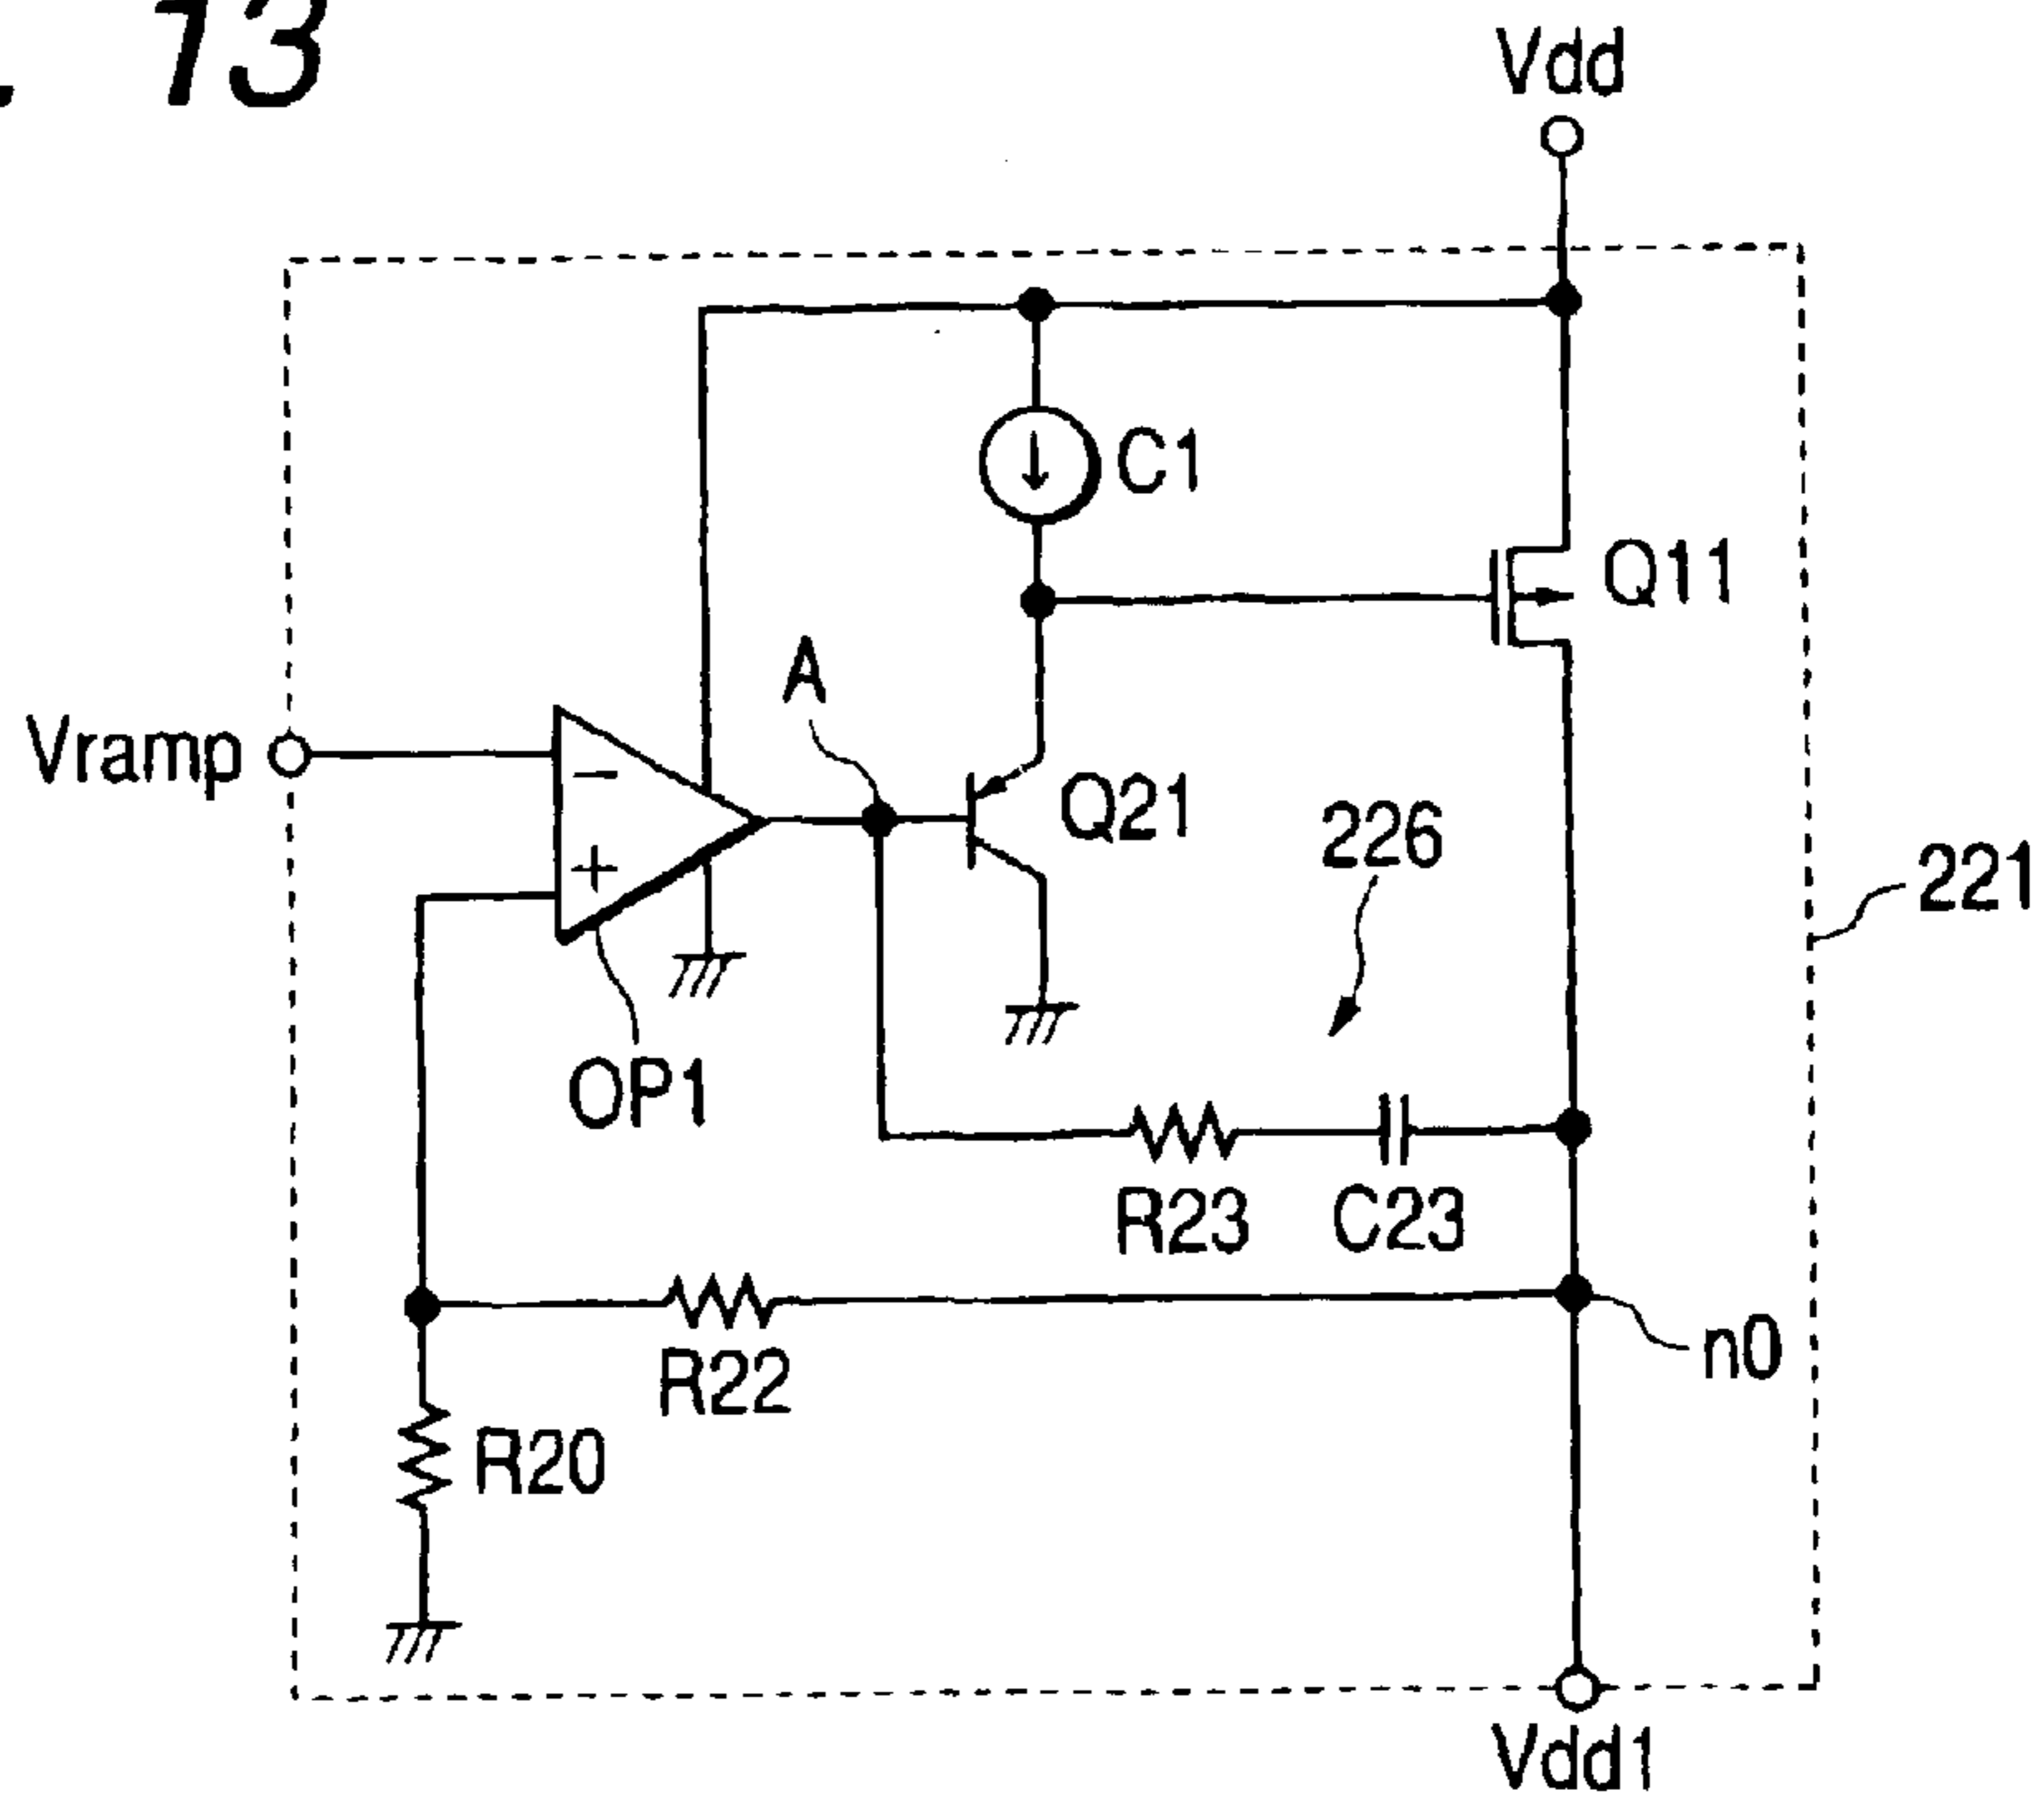 . 13
Vdd
C1
Q11
A
Vramp
−
+
Q21
226
221
OP1
R23
C23
R22
n0
R20
Vdd1